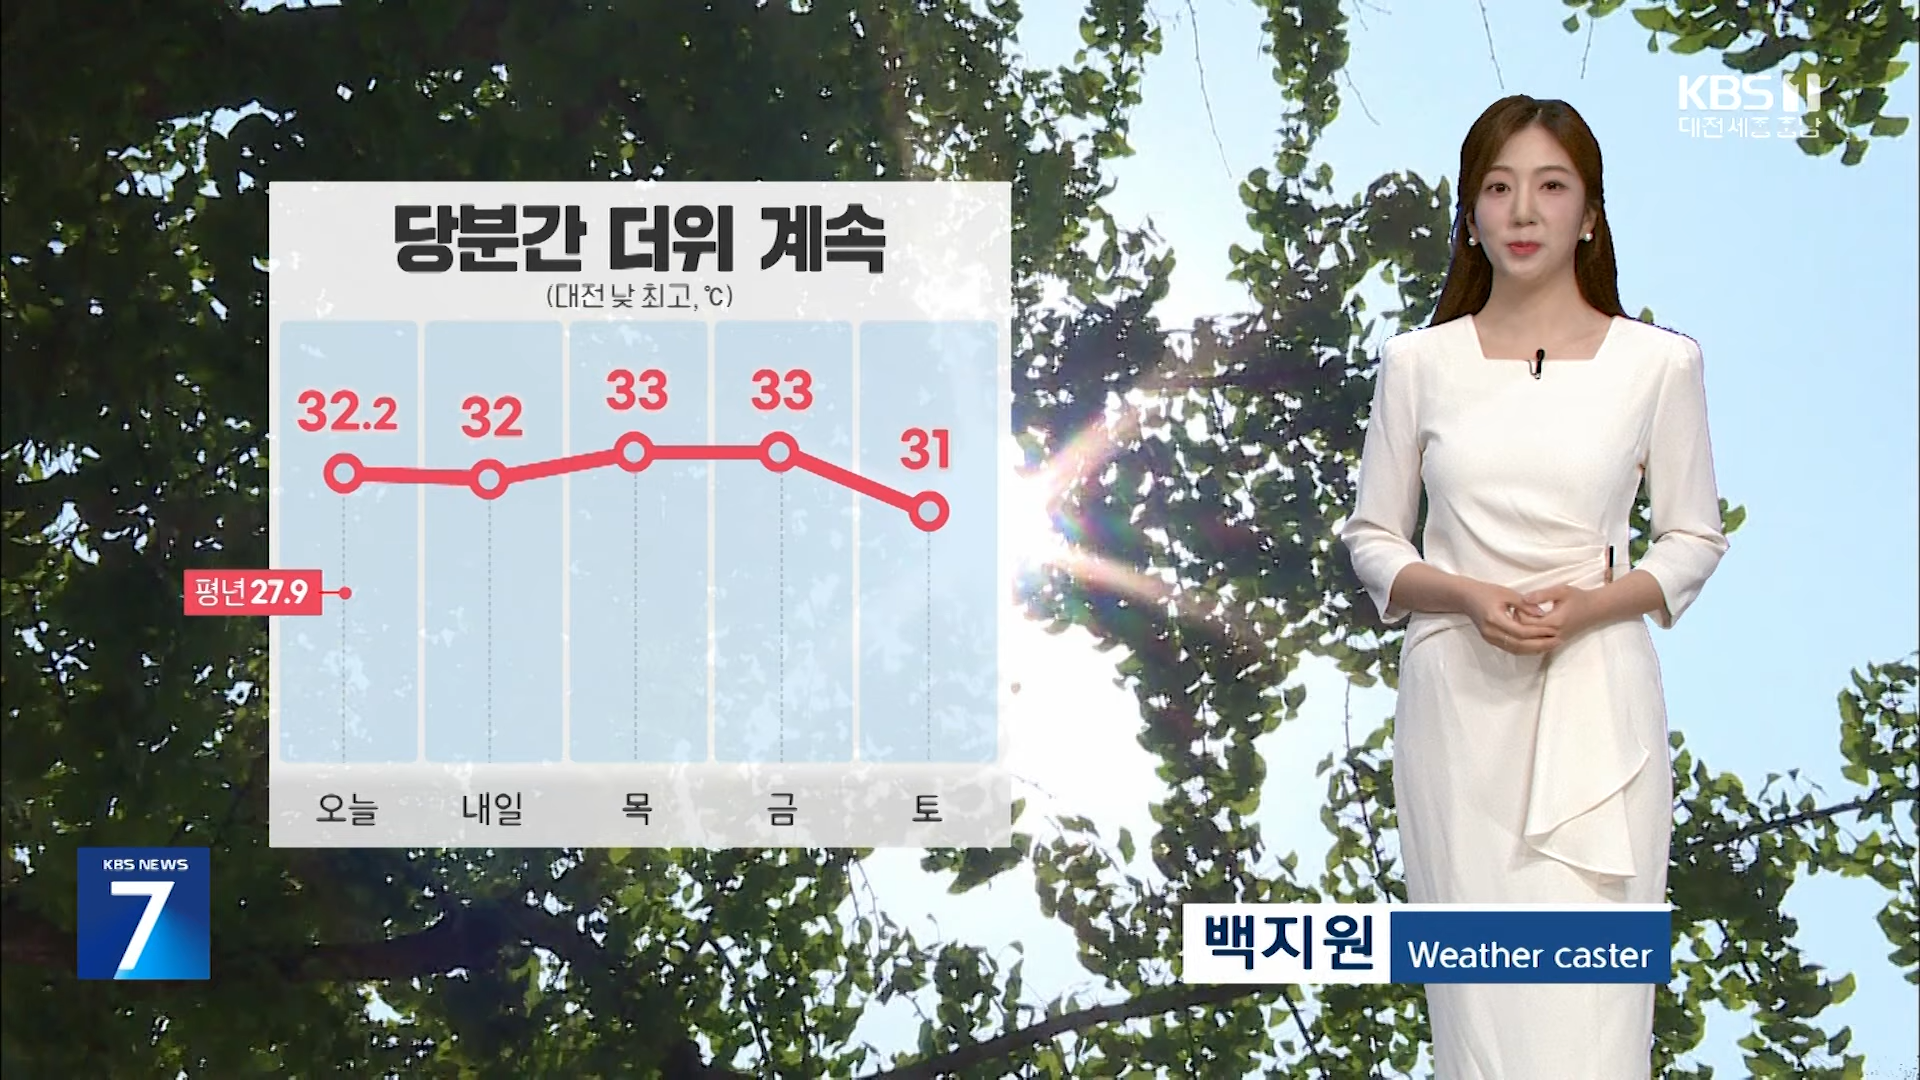 KBS 1
대전 세종 충남
당분간 더위 계속
(대전 낮 최고, ℃)
32.2 32 33 33 31
평년 27.9
오늘 내일 목 금 토
KBS NEWS
7
백지원 Weather caster